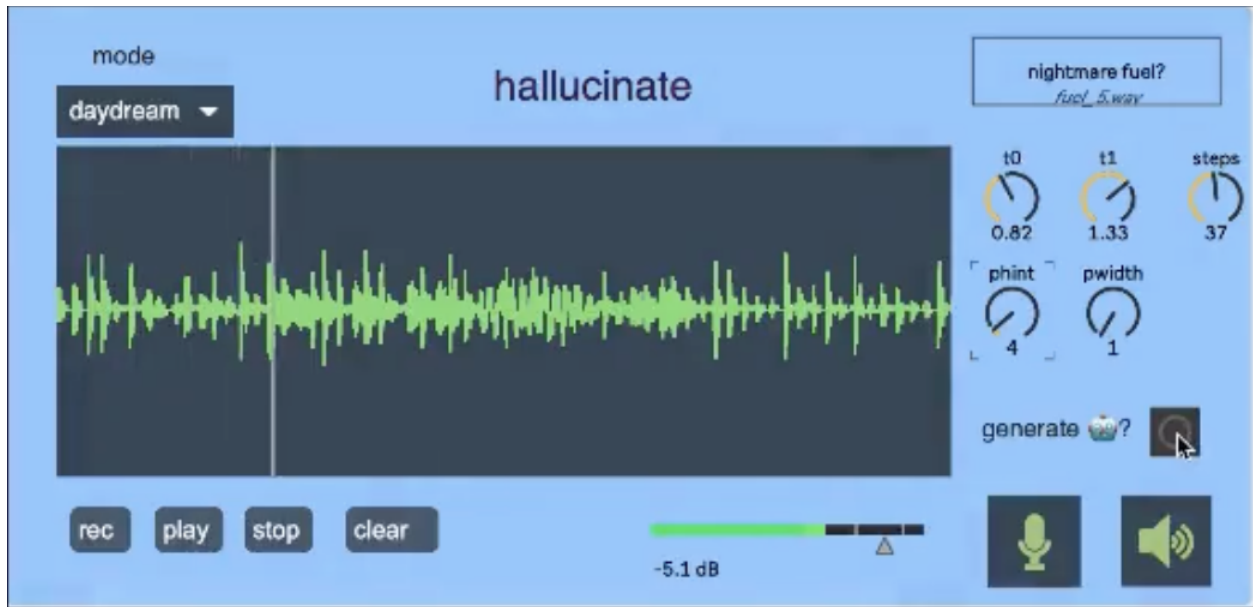 mode
hallucinate
daydream
nightmare fuel?
fuel_5.wav
t0
t1
steps
0.82
1.33
37
phint
pwidth
4
1
generate 🤖?
rec
play
stop
clear
-5.1 dB